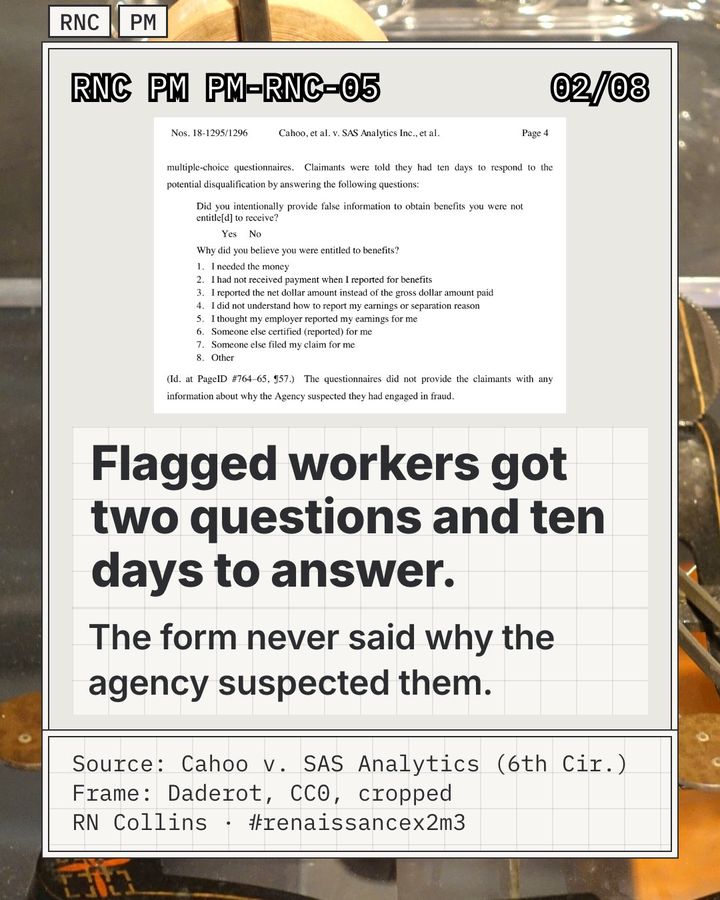 RNC PM
RNC PM PM-RNC-05 02/08
Nos. 18-1295/1296 Cahoo, et al. v. SAS Analytics Inc., et al. Page 4
multiple-choice questionnaires. Claimants were told they had ten days to respond to the
potential disqualification by answering the following questions:
Did you intentionally provide false information to obtain benefits you were not
entitle[d] to receive?
Yes No
Why did you believe you were entitled to benefits?
1. I needed the money
2. I had not received payment when I reported for benefits
3. I reported the net dollar amount instead of the gross dollar amount paid
4. I did not understand how to report my earnings or separation reason
5. I thought my employer reported my earnings for me
6. Someone else certified (reported) for me
7. Someone else filed my claim for me
8. Other
(Id. at PageID #764–65, ¶57.) The questionnaires did not provide the claimants with any
information about why the Agency suspected they had engaged in fraud.
Flagged workers got
two questions and ten
days to answer.
The form never said why the
agency suspected them.
Source: Cahoo v. SAS Analytics (6th Cir.)
Frame: Daderot, CC0, cropped
RN Collins · #renaissancex2m3